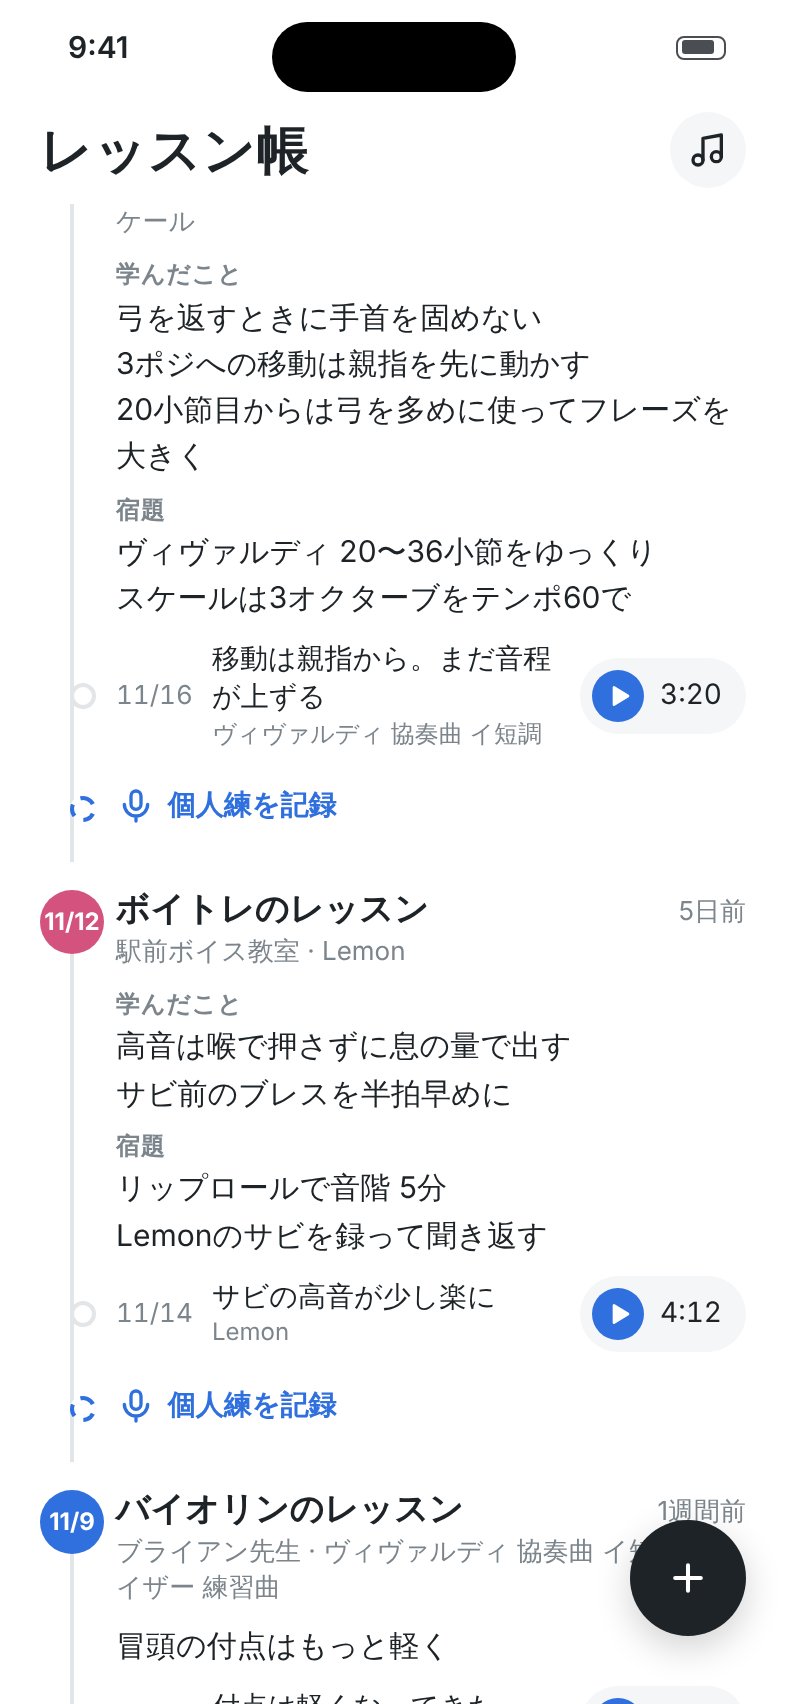 9:41
レッスン帳
ケール
学んだこと
弓を返すときに手首を固めない
3ポジへの移動は親指を先に動かす
20小節目からは弓を多めに使ってフレーズを
大きく
宿題
ヴィヴァルディ 20〜36小節をゆっくり
スケールは3オクターブをテンポ60で
11/16
移動は親指から。まだ音程
が上ずる
ヴィヴァルディ 協奏曲 イ短調
3:20
個人練を記録
11/12
ボイトレのレッスン
5日前
駅前ボイス教室 · Lemon
学んだこと
高音は喉で押さずに息の量で出す
サビ前のブレスを半拍早めに
宿題
リップロールで音階 5分
Lemonのサビを録って聞き返す
11/14
サビの高音が少し楽に
Lemon
4:12
個人練を記録
11/9
バイオリンのレッスン
1週間前
ブライアン先生 · ヴィヴァルディ 協奏曲 イ
イザー 練習曲
冒頭の付点はもっと軽く